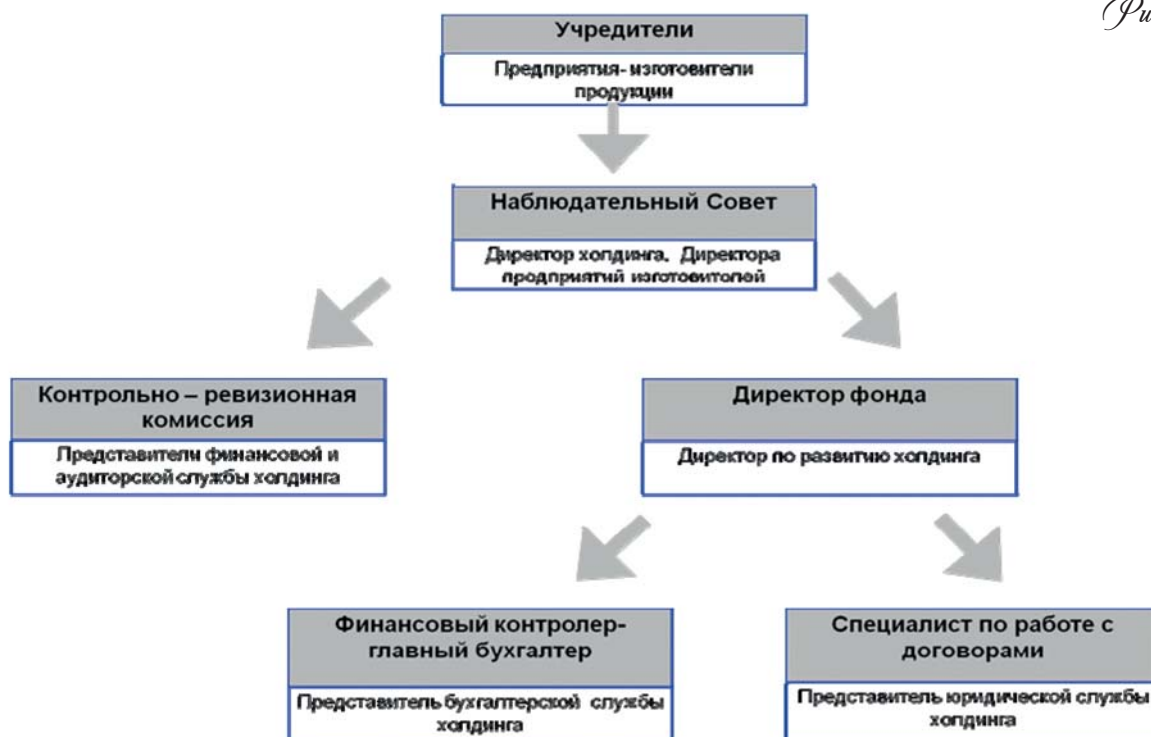 Ри
Учредители
Предприятия- изготовители
продукции
Наблюдательный Совет
Директор холдинга, Директора
предприятий изготовителей
Контрольно – ревизионная
комиссия
Представители финансовой и
аудиторской службы холдинга
Директор фонда
Директор по развитию холдинга
Финансовый контролер-
главный бухгалтер
Представитель бухгалтерской службы
холдинга
Специалист по работе с
договорами
Представитель юридической службы
холдинга